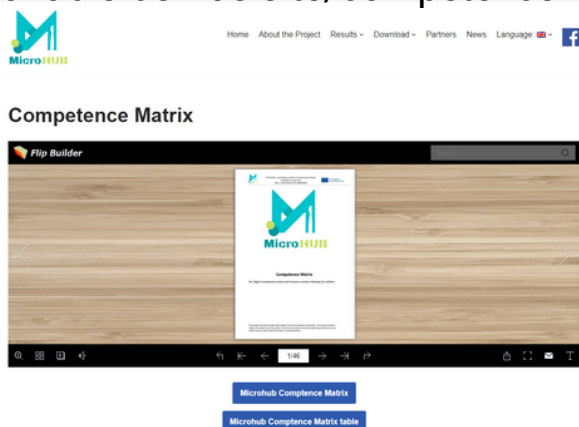 MicroHUB
Home About the Project Results Download Partners News Language
Competence Matrix
Flip Builder
MicroHUB
Competence Matrix
1/46
Microhub Comptence Matrix
Microhub Comptence Matrix table